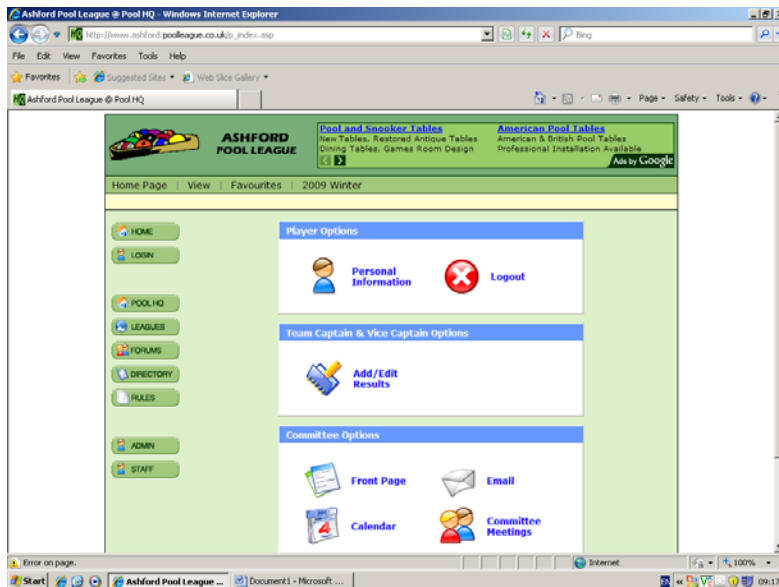 Ashford Pool League @ Pool HQ - Windows Internet Explorer
http://www.ashford.poolleague.co.uk/p_index.asp
Bing
File Edit View Favorites Tools Help
Favorites Suggested Sites Web Slice Gallery
Ashford Pool League @ Pool HQ
Page Safety Tools
ASHFORD
POOL LEAGUE
Pool and Snooker Tables
New Tables. Restored Antique Tables
Dining Tables. Games Room Design
American Pool Tables
American & British Pool Tables
Professional Installation Available
Ads by Google
Home Page | View | Favourites | 2009 Winter
HOME
LOGIN
POOL HQ
LEAGUES
FORUMS
DIRECTORY
RULES
ADMIN
STAFF
Player Options
Personal
Information
Logout
Team Captain & Vice Captain Options
Add/Edit
Results
Committee Options
Front Page
Email
Calendar
Committee
Meetings
Error on page.
Internet
100%
Start
Ashford Pool League ...
Document1 - Microsoft ...
09:17